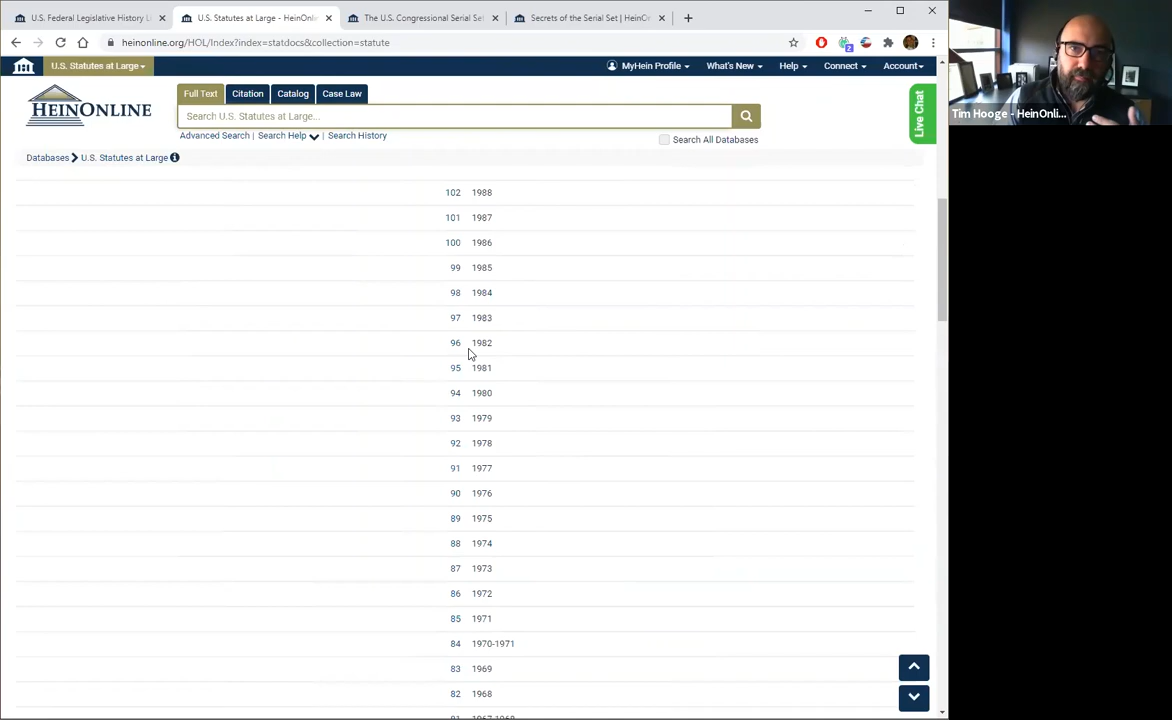 U.S. Federal Legislative History Li
U.S. Statutes at Large - HeinOnlin
The U.S. Congressional Serial Set
Secrets of the Serial Set | HeinOn
heinonline.org/HOL/Index?index=statdocs&collection=statute
2
U.S. Statutes at Large
MyHein Profile
What's New
Help
Connect
Account
HEINONLINE
Full Text
Citation
Catalog
Case Law
Search U.S. Statutes at Large...
Advanced Search | Search Help | Search History
Search All Databases
Live Chat
Tim Hooge - HeinOnli...
Databases > U.S. Statutes at Large
102 1988
101 1987
100 1986
99 1985
98 1984
97 1983
96 1982
95 1981
94 1980
93 1979
92 1978
91 1977
90 1976
89 1975
88 1974
87 1973
86 1972
85 1971
84 1970-1971
83 1969
82 1968
81 1967-1968